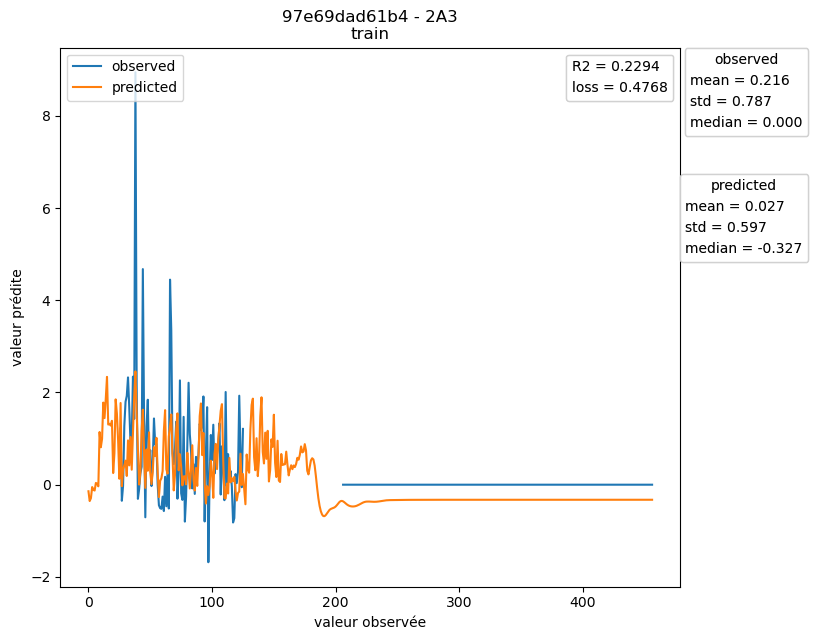 97e69dad61b4 - 2A3
train
observed
predicted
R2 = 0.2294
loss = 0.4768
observed
mean = 0.216
std = 0.787
median = 0.000
predicted
mean = 0.027
std = 0.597
median = -0.327
valeur prédite
8
6
4
2
0
−2
0
100
200
300
400
valeur observée